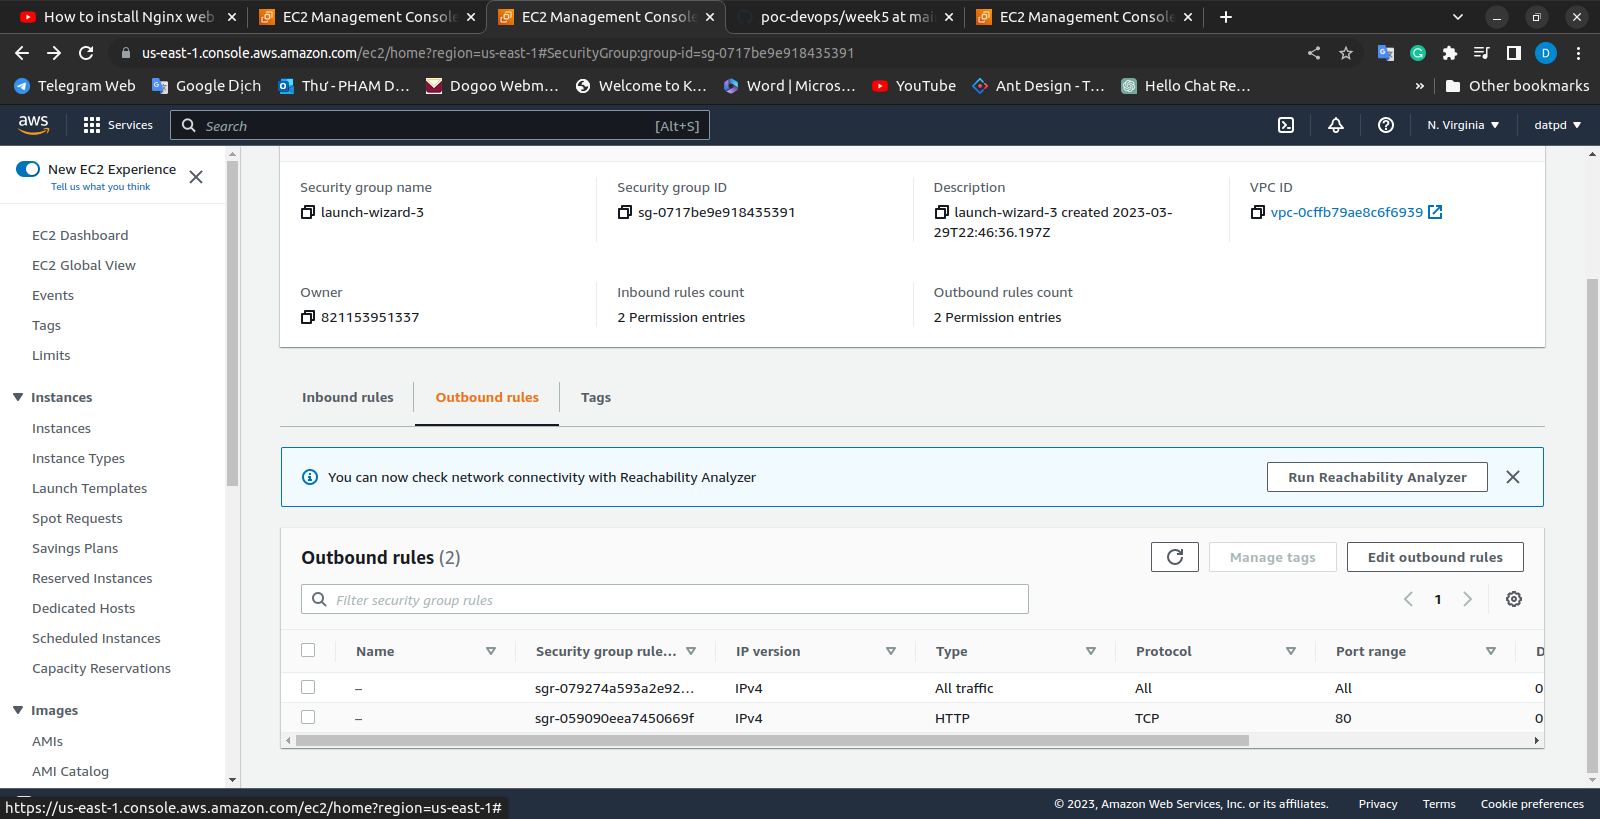 How to install Nginx web
EC2 Management Console
EC2 Management Console
poc-devops/week5 at mai
EC2 Management Console
us-east-1.console.aws.amazon.com/ec2/home?region=us-east-1#SecurityGroup:group-id=sg-0717be9e918435391
D
Telegram Web
Google Dịch
Thư - PHAM D...
Dogoo Webm...
Welcome to K...
Word | Micros...
YouTube
Ant Design - T...
Hello Chat Re...
»
Other bookmarks
aws
Services
Search
[Alt+S]
N. Virginia
datpd
New EC2 Experience
Tell us what you think
EC2 Dashboard
EC2 Global View
Events
Tags
Limits
Instances
Instances
Instance Types
Launch Templates
Spot Requests
Savings Plans
Reserved Instances
Dedicated Hosts
Scheduled Instances
Capacity Reservations
Images
AMIs
AMI Catalog
Security group name
launch-wizard-3
Security group ID
sg-0717be9e918435391
Description
launch-wizard-3 created 2023-03-
29T22:46:36.197Z
VPC ID
vpc-0cffb79ae8c6f6939
Owner
821153951337
Inbound rules count
2 Permission entries
Outbound rules count
2 Permission entries
Inbound rules
Outbound rules
Tags
You can now check network connectivity with Reachability Analyzer
Run Reachability Analyzer
Outbound rules (2)
Manage tags
Edit outbound rules
Filter security group rules
1
Name Security group rule... IP version Type Protocol Port range D
– sgr-079274a593a2e92... IPv4 All traffic All All 0
– sgr-059090eea7450669f IPv4 HTTP TCP 80 0
https://us-east-1.console.aws.amazon.com/ec2/home?region=us-east-1#
© 2023, Amazon Web Services, Inc. or its affiliates.
Privacy
Terms
Cookie preferences